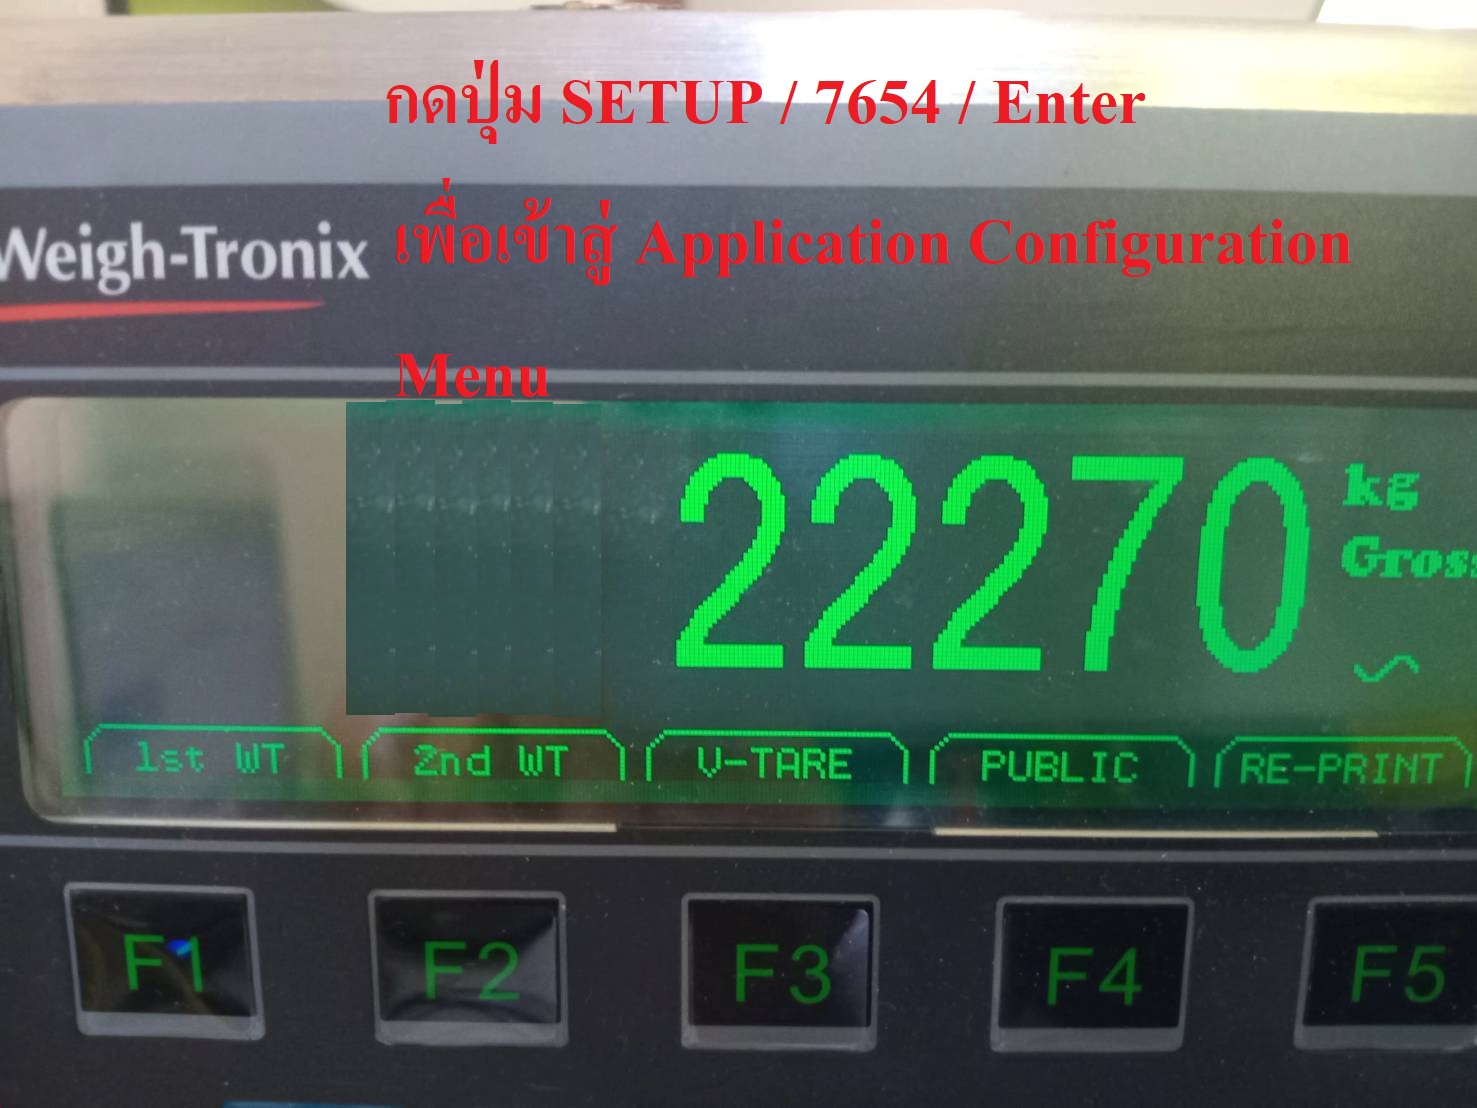 กดปุ่ม SETUP / 7654 / Enter
Weigh-Tronix
เพื่อเข้าสู่ Application Configuration
Menu
22270 kg
Gross
1st WT 2nd WT V-TARE PUBLIC RE-PRINT
F1 F2 F3 F4 F5